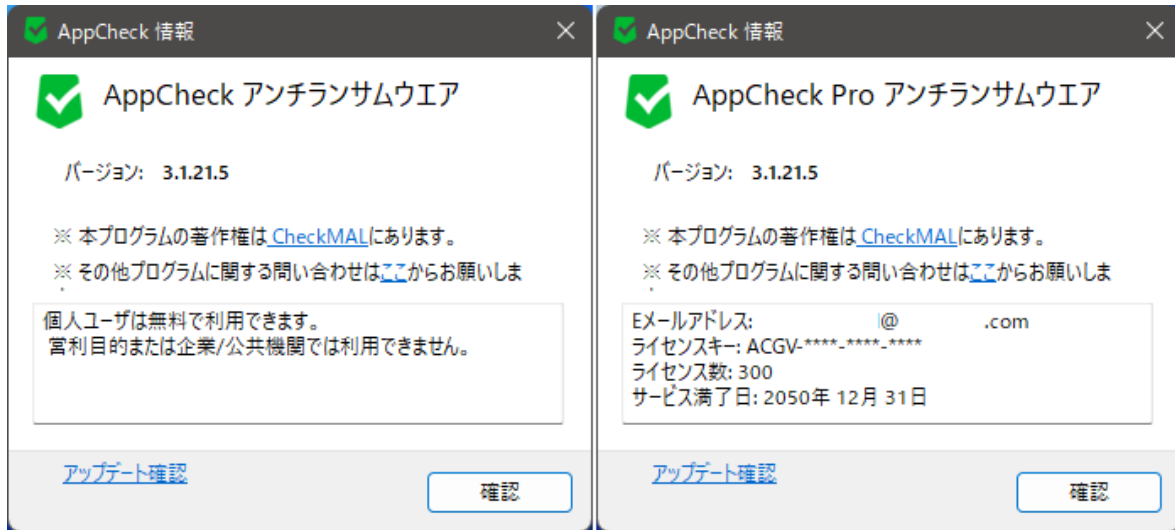 AppCheck 情報
AppCheck アンチランサムウエア
バージョン: 3.1.21.5
※ 本プログラムの著作権は CheckMALにあります。
※ その他プログラムに関する問い合わせはここからお願いしま
個人ユーザは無料で利用できます。
営利目的または企業/公共機関では利用できません。
アップデート確認
確認
AppCheck 情報
AppCheck Pro アンチランサムウエア
バージョン: 3.1.21.5
※ 本プログラムの著作権は CheckMALにあります。
※ その他プログラムに関する問い合わせはここからお願いしま
Eメールアドレス: @ .com
ライセンスキー: ACGV-****-****-****
ライセンス数: 300
サービス満了日: 2050年 12月 31日
アップデート確認
確認